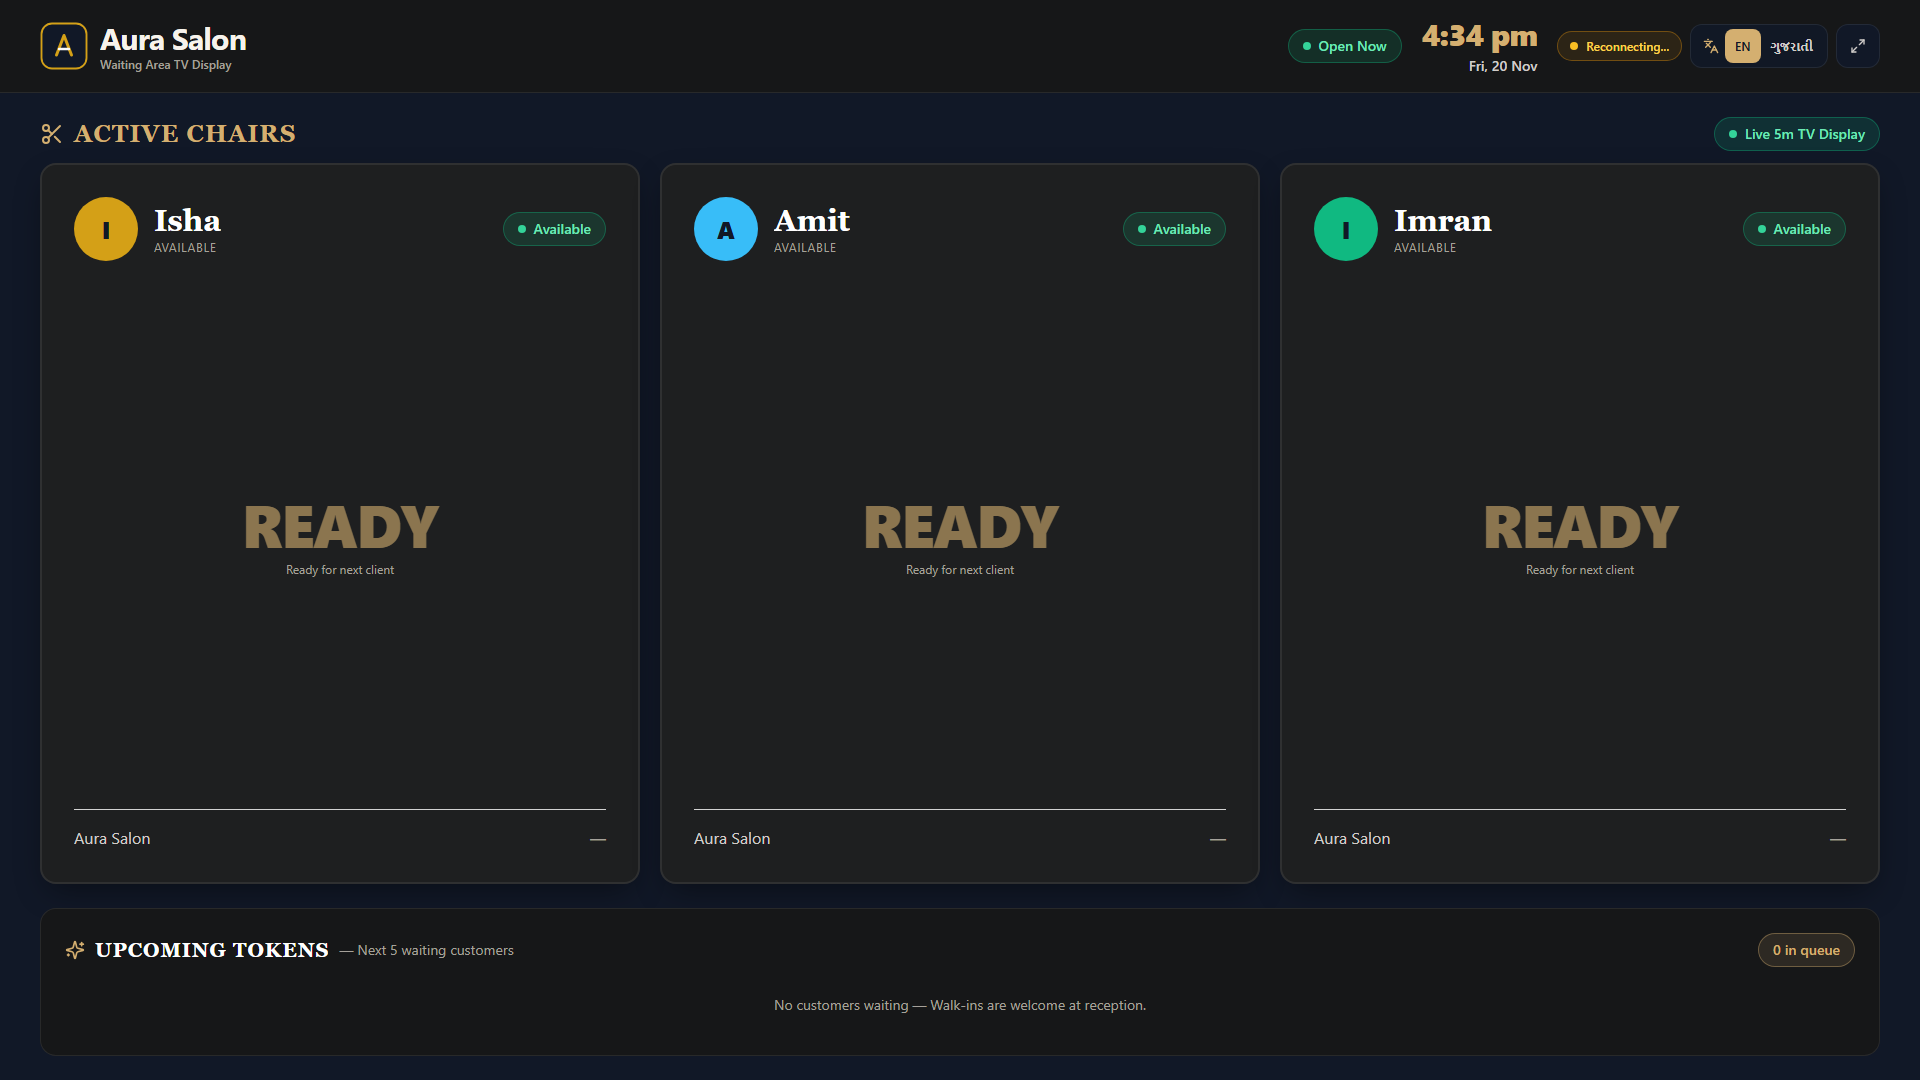 A
Aura Salon
Waiting Area TV Display
Open Now
4:34 pm
Fri, 20 Nov
Reconnecting...
EN
ગુજરાતી
ACTIVE CHAIRS
Live 5m TV Display
I
Isha
AVAILABLE
Available
READY
Ready for next client
Aura Salon
—
A
Amit
AVAILABLE
Available
READY
Ready for next client
Aura Salon
—
I
Imran
AVAILABLE
Available
READY
Ready for next client
Aura Salon
—
UPCOMING TOKENS
— Next 5 waiting customers
0 in queue
No customers waiting — Walk-ins are welcome at reception.